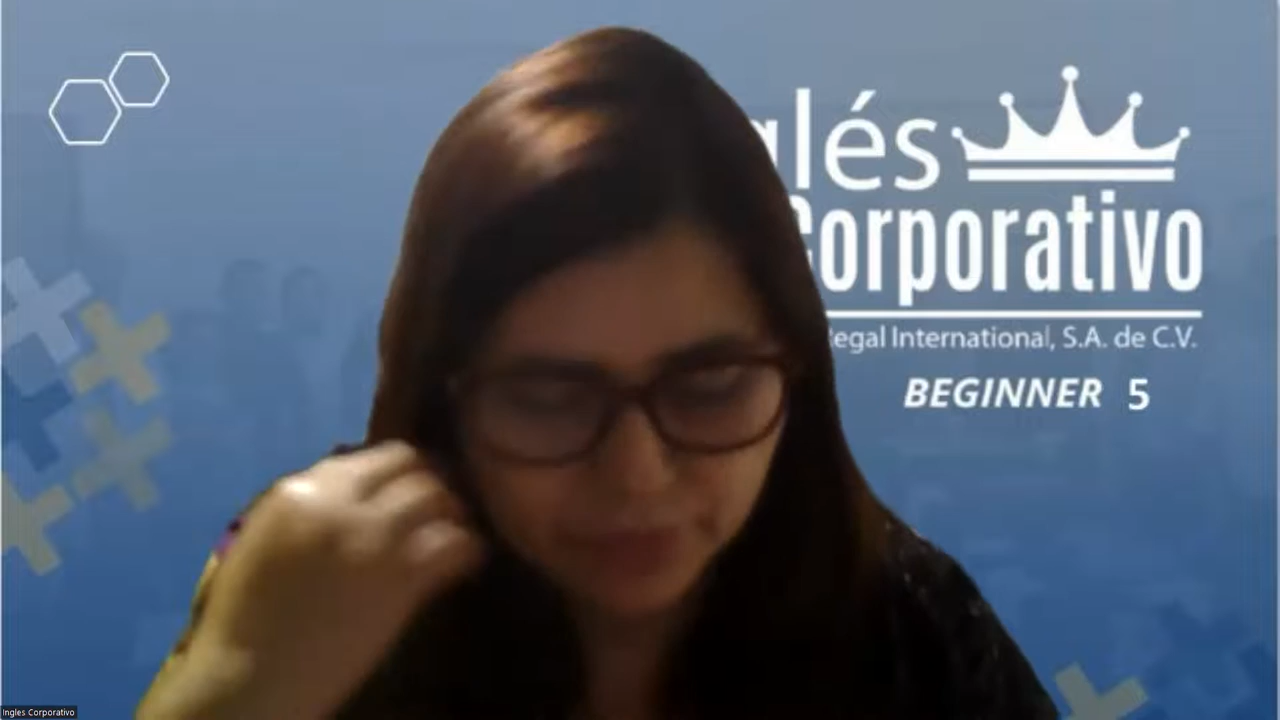 glés
Corporativo
Regal International, S.A. de C.V.
BEGINNER 5
Ingles Corporativo